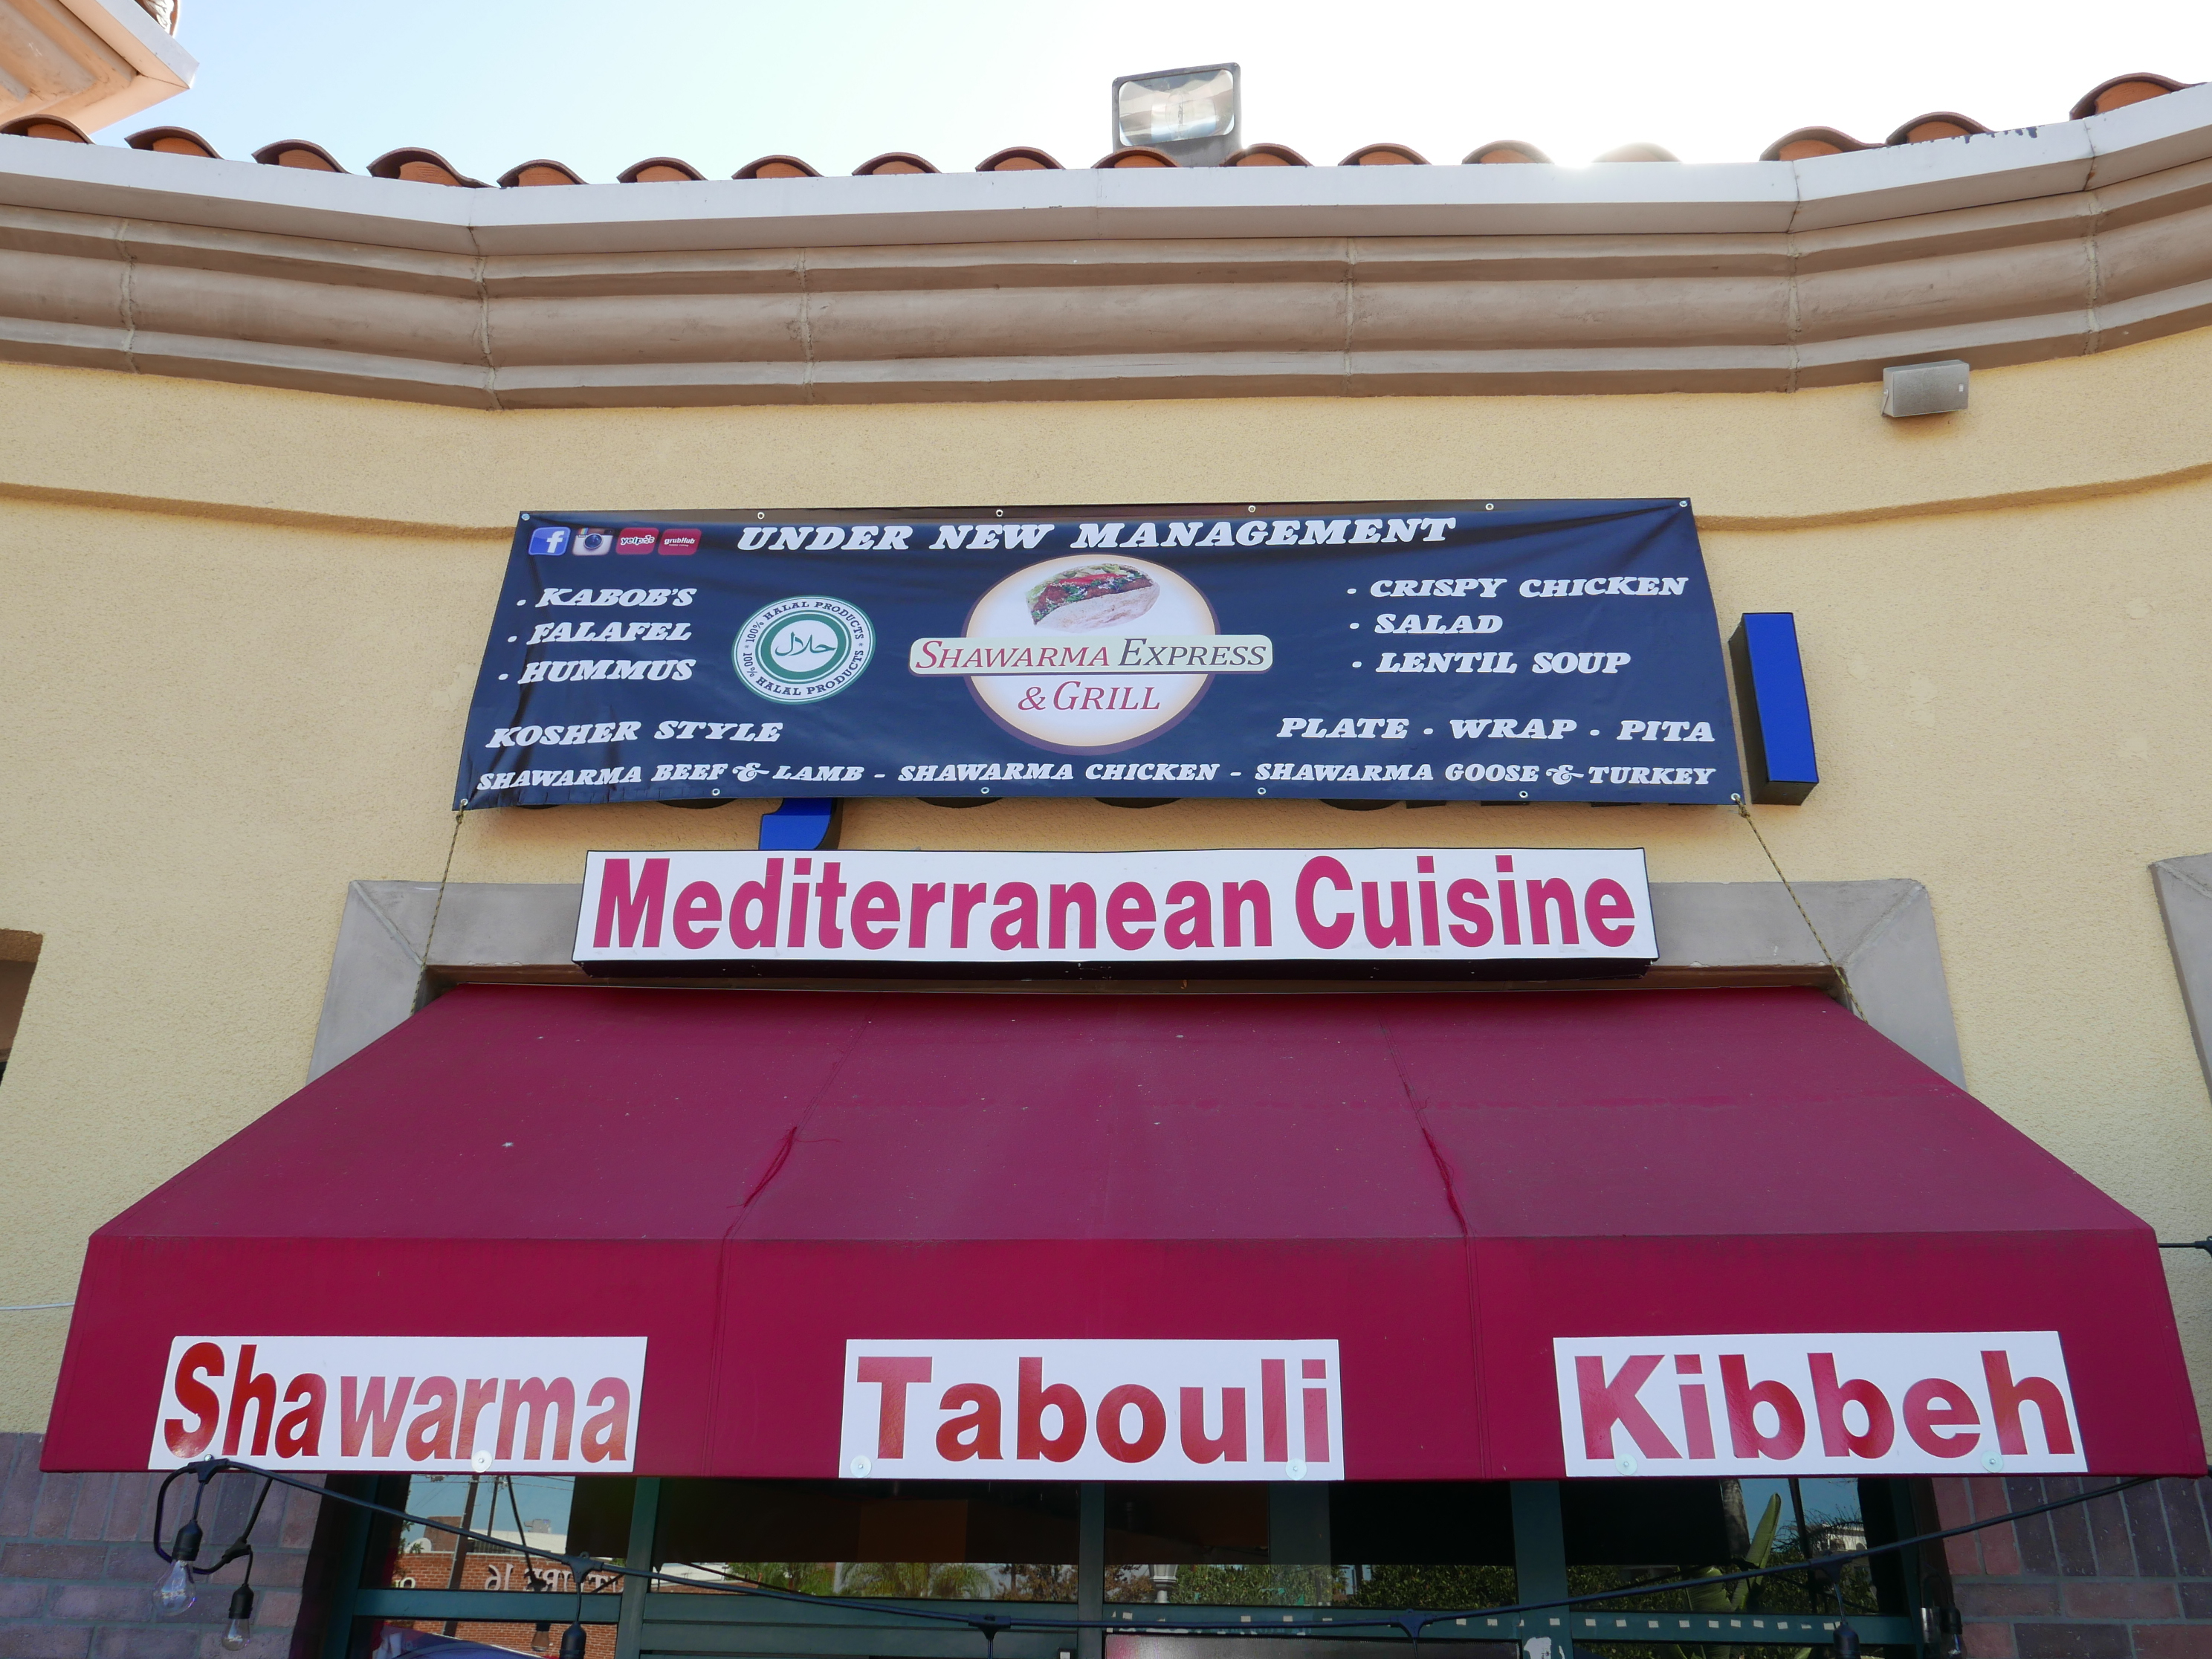 f yelp grubHub
UNDER NEW MANAGEMENT
• KABOB'S
• FALAFEL
• HUMMUS
100% HALAL PRODUCTS • 100% HALAL PRODUCTS •
حلال
SHAWARMA EXPRESS
& GRILL
• CRISPY CHICKEN
• SALAD
• LENTIL SOUP
KOSHER STYLE
PLATE • WRAP • PITA
SHAWARMA BEEF & LAMB - SHAWARMA CHICKEN - SHAWARMA GOOSE & TURKEY
Mediterranean Cuisine
Shawarma
Tabouli
Kibbeh